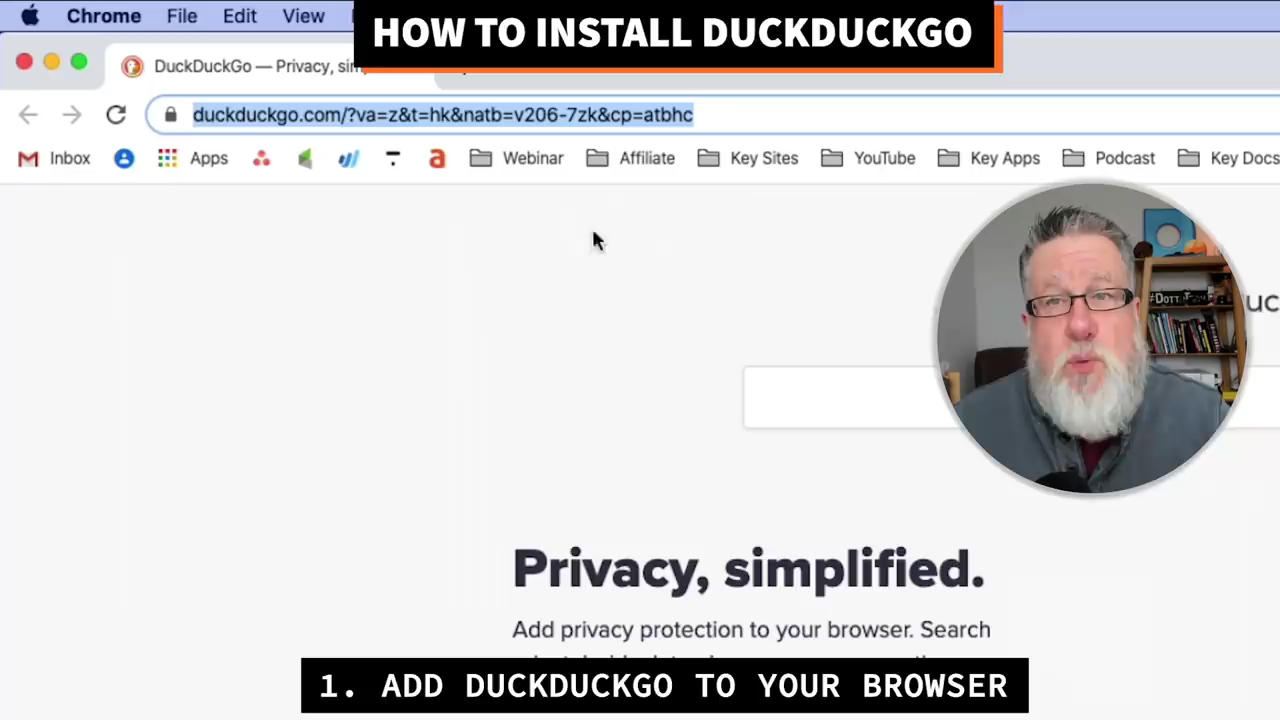 HOW TO INSTALL DUCKDUCKGO
Chrome File Edit View
DuckDuckGo — Privacy,
duckduckgo.com/?va=z&t=hk&natb=v206-7zk&cp=atbhc
Inbox Apps a Webinar Affiliate Key Sites YouTube Key Apps Podcast Key Docs
Privacy, simplified.
Add privacy protection to your browser. Search
1. ADD DUCKDUCKGO TO YOUR BROWSER